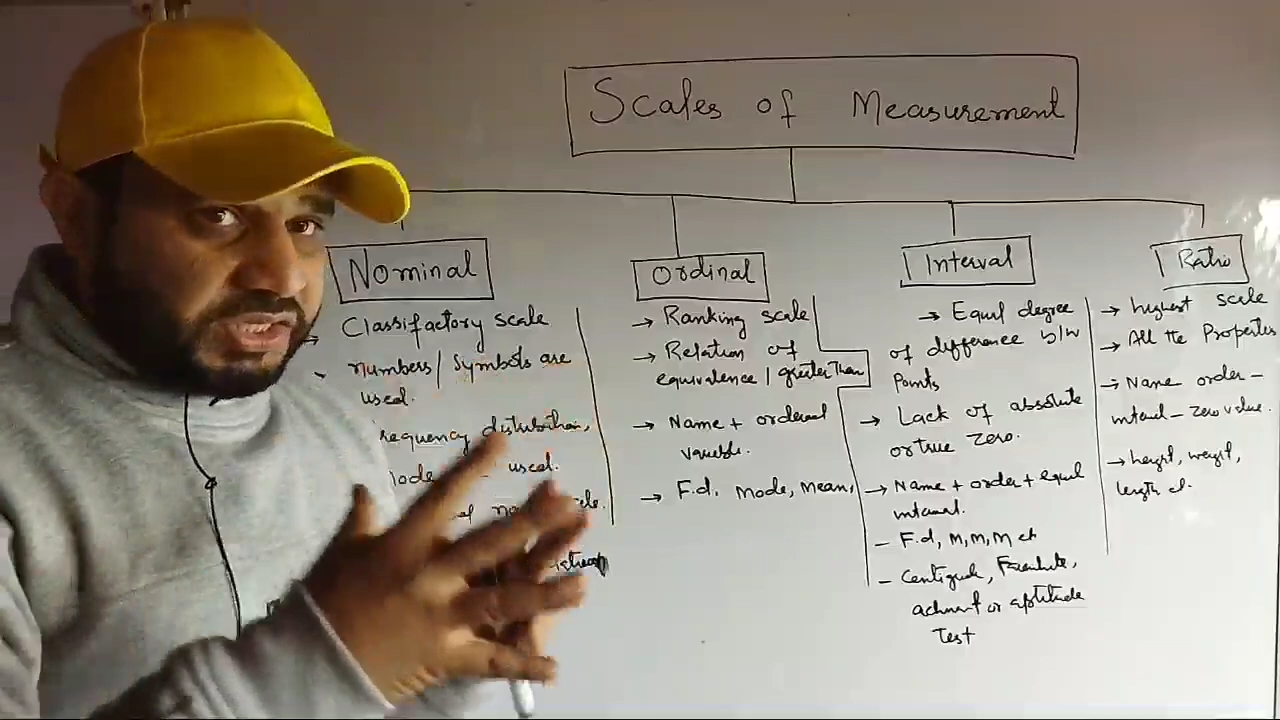 Scales of Measurement
Nominal
→ Classifactory scale
numbers / symbols are
used.
requency distribution,
used.
Ordinal
→ Ranking scale
→ Relation of
equivalence / greater than
→ Name + ordered
variable.
→ F.d, Mode, Mean,
Interval
→ Equal degree
of difference b/w
Points
→ Lack of absolute
or true zero.
→ Name + order + equal
interval.
– F.d, M, M, M etc
– Centigrade,
or aptitude
Test
Ratio
→ highest scale
→ All the Properties
→ Name order –
interval – zero value.
→ height, weight,
length et.